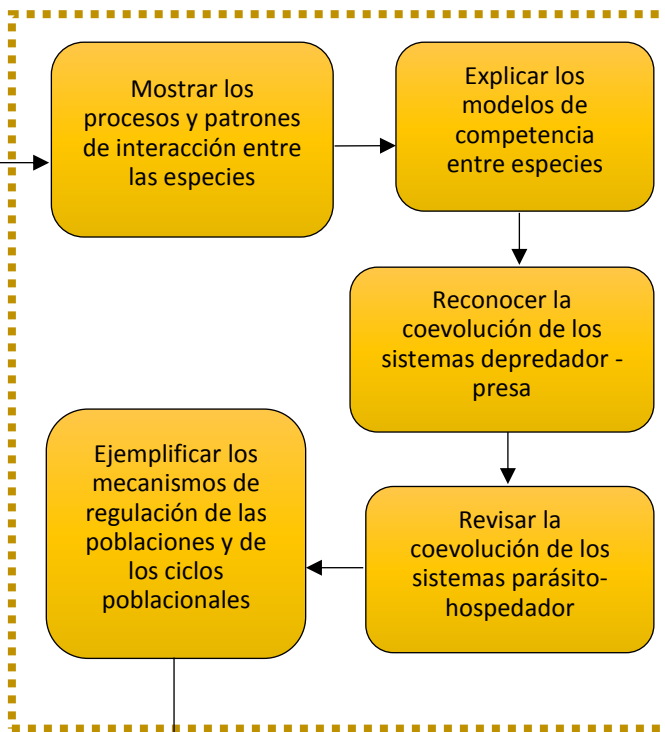 Mostrar los
procesos y patrones
de interacción entre
las especies
Explicar los
modelos de
competencia
entre especies
Reconocer la
coevolución de los
sistemas depredador -
presa
Revisar la
coevolución de los
sistemas parásito-
hospedador
Ejemplificar los
mecanismos de
regulación de las
poblaciones y de
los ciclos
poblacionales